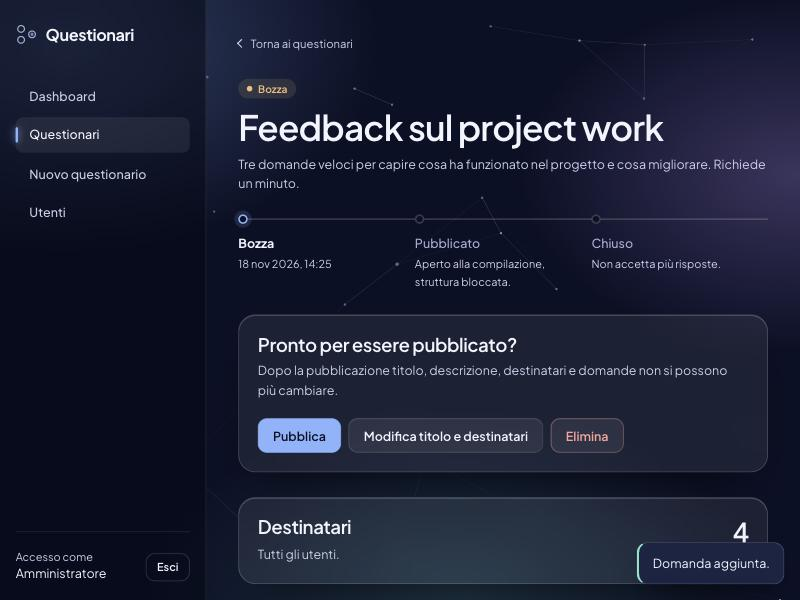 Questionari
Dashboard
Questionari
Nuovo questionario
Utenti
Accesso come
Amministratore
Esci
Torna ai questionari
Bozza
Feedback sul project work
Tre domande veloci per capire cosa ha funzionato nel progetto e cosa migliorare. Richiede
un minuto.
Bozza
18 nov 2026, 14:25
Pubblicato
Aperto alla compilazione,
struttura bloccata.
Chiuso
Non accetta più risposte.
Pronto per essere pubblicato?
Dopo la pubblicazione titolo, descrizione, destinatari e domande non si possono
più cambiare.
Pubblica
Modifica titolo e destinatari
Elimina
Destinatari
Tutti gli utenti.
4
Domanda aggiunta.